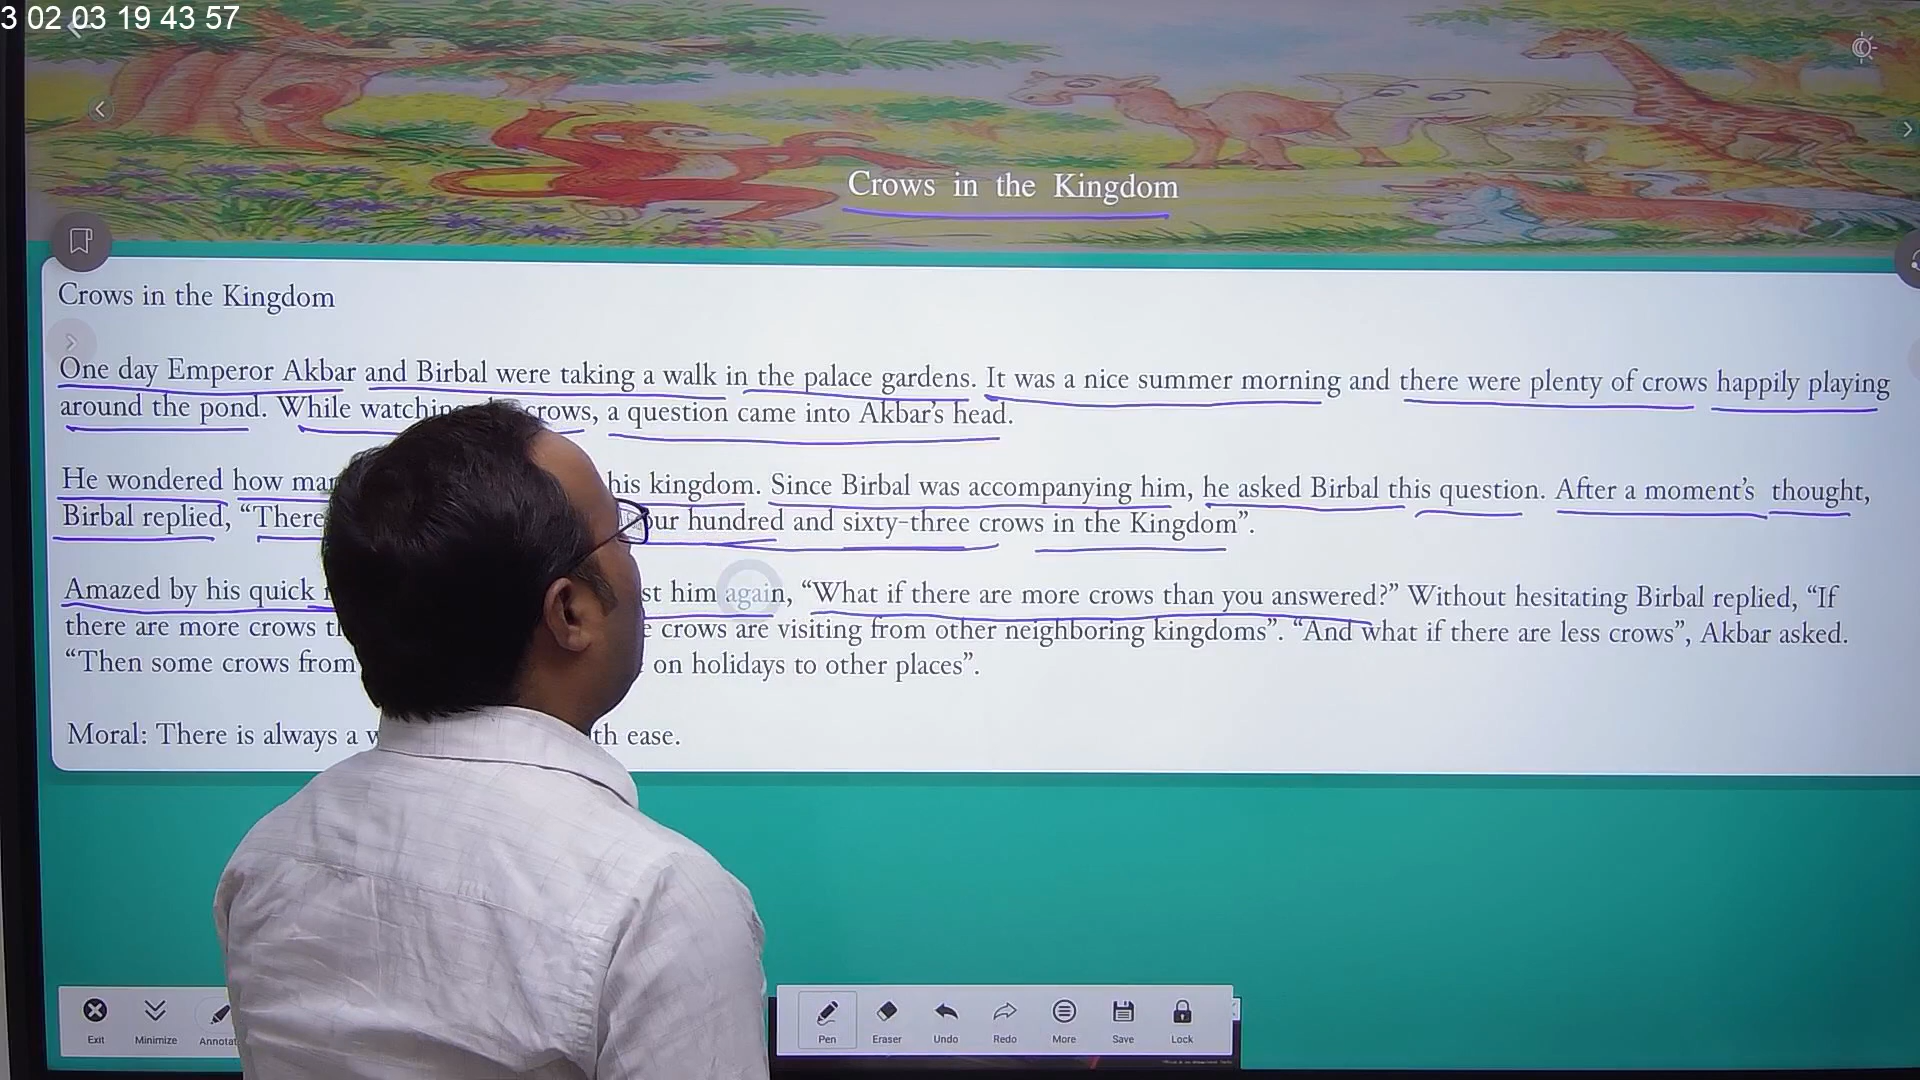 3 02 03 19 43 57
Crows in the Kingdom
Crows in the Kingdom
One day Emperor Akbar and Birbal were taking a walk in the palace gardens. It was a nice summer morning and there were plenty of crows happily playing
around the pond. While watching crows, a question came into Akbar's head.
He wondered how his kingdom. Since Birbal was accompanying him, he asked Birbal this question. After a moment's thought,
Birbal replied, “There hundred and sixty-three crows in the Kingdom”.
Amazed by his quick him again, “What if there are more crows than you answered?” Without hesitating Birbal replied, “If
there are more crows crows are visiting from other neighboring kingdoms”. “And what if there are less crows”, Akbar asked.
“Then some crows from on holidays to other places”.
Moral: There is always a ease.
Exit Minimize Pen Eraser Undo Redo More Save Lock